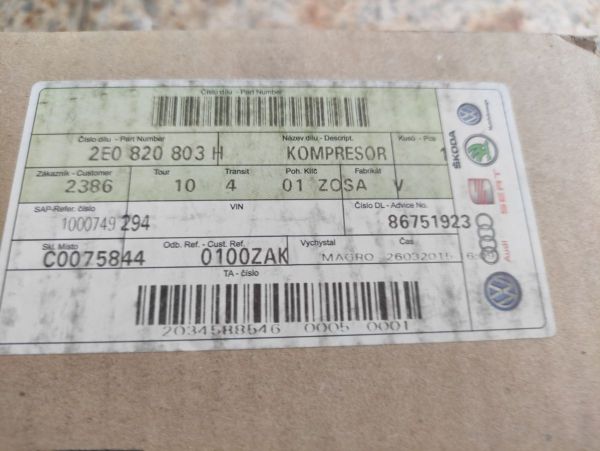 Číslo dílu - Part Number
Číslo dílu - Part Number Název dílu - Descript. Kusů - Pcs
2E0 820 803 H KOMPRESOR 1
Zákazník - Customer Tour Transit Poh. Klíč Fabrikát
2386 10 4 01 ZOSA V
SAP-Refer. číslo VIN Číslo DL - Advice No.
1000749 294 86751923
Skl. Místo Odb. Ref. - Cust. Ref. Vychystal Čas
C0075844 0100ZAK MAGRO 26032015
TA - číslo
2034588546 0005 0001
ŠKODA
SEAT
Audi